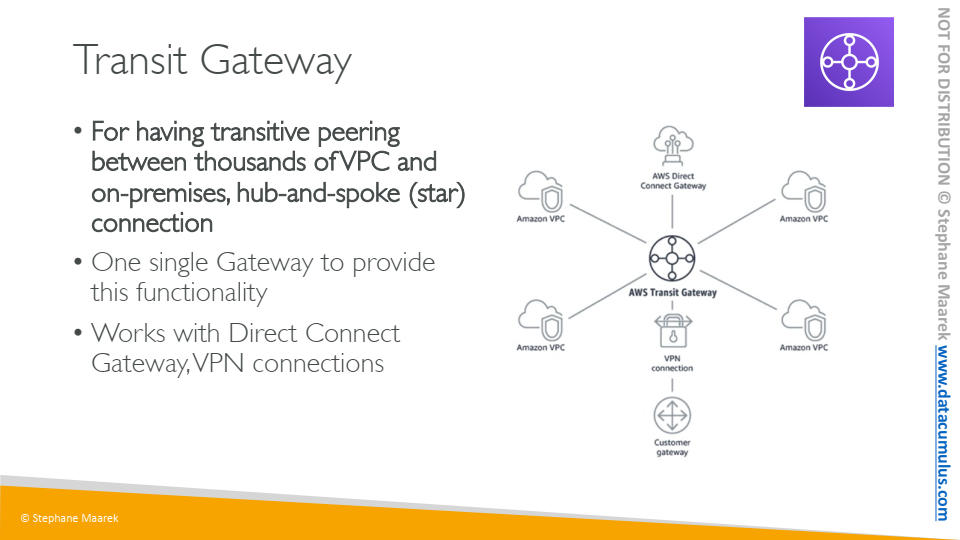 Transit Gateway
• For having transitive peering
between thousands of VPC and
on-premises, hub-and-spoke (star)
connection
• One single Gateway to provide
this functionality
• Works with Direct Connect
Gateway, VPN connections
AWS Direct
Connect Gateway
Amazon VPC
Amazon VPC
AWS Transit Gateway
Amazon VPC
Amazon VPC
VPN
connection
Customer
gateway
NOT FOR DISTRIBUTION © Stephane Maarek www.datacumulus.com
© Stephane Maarek